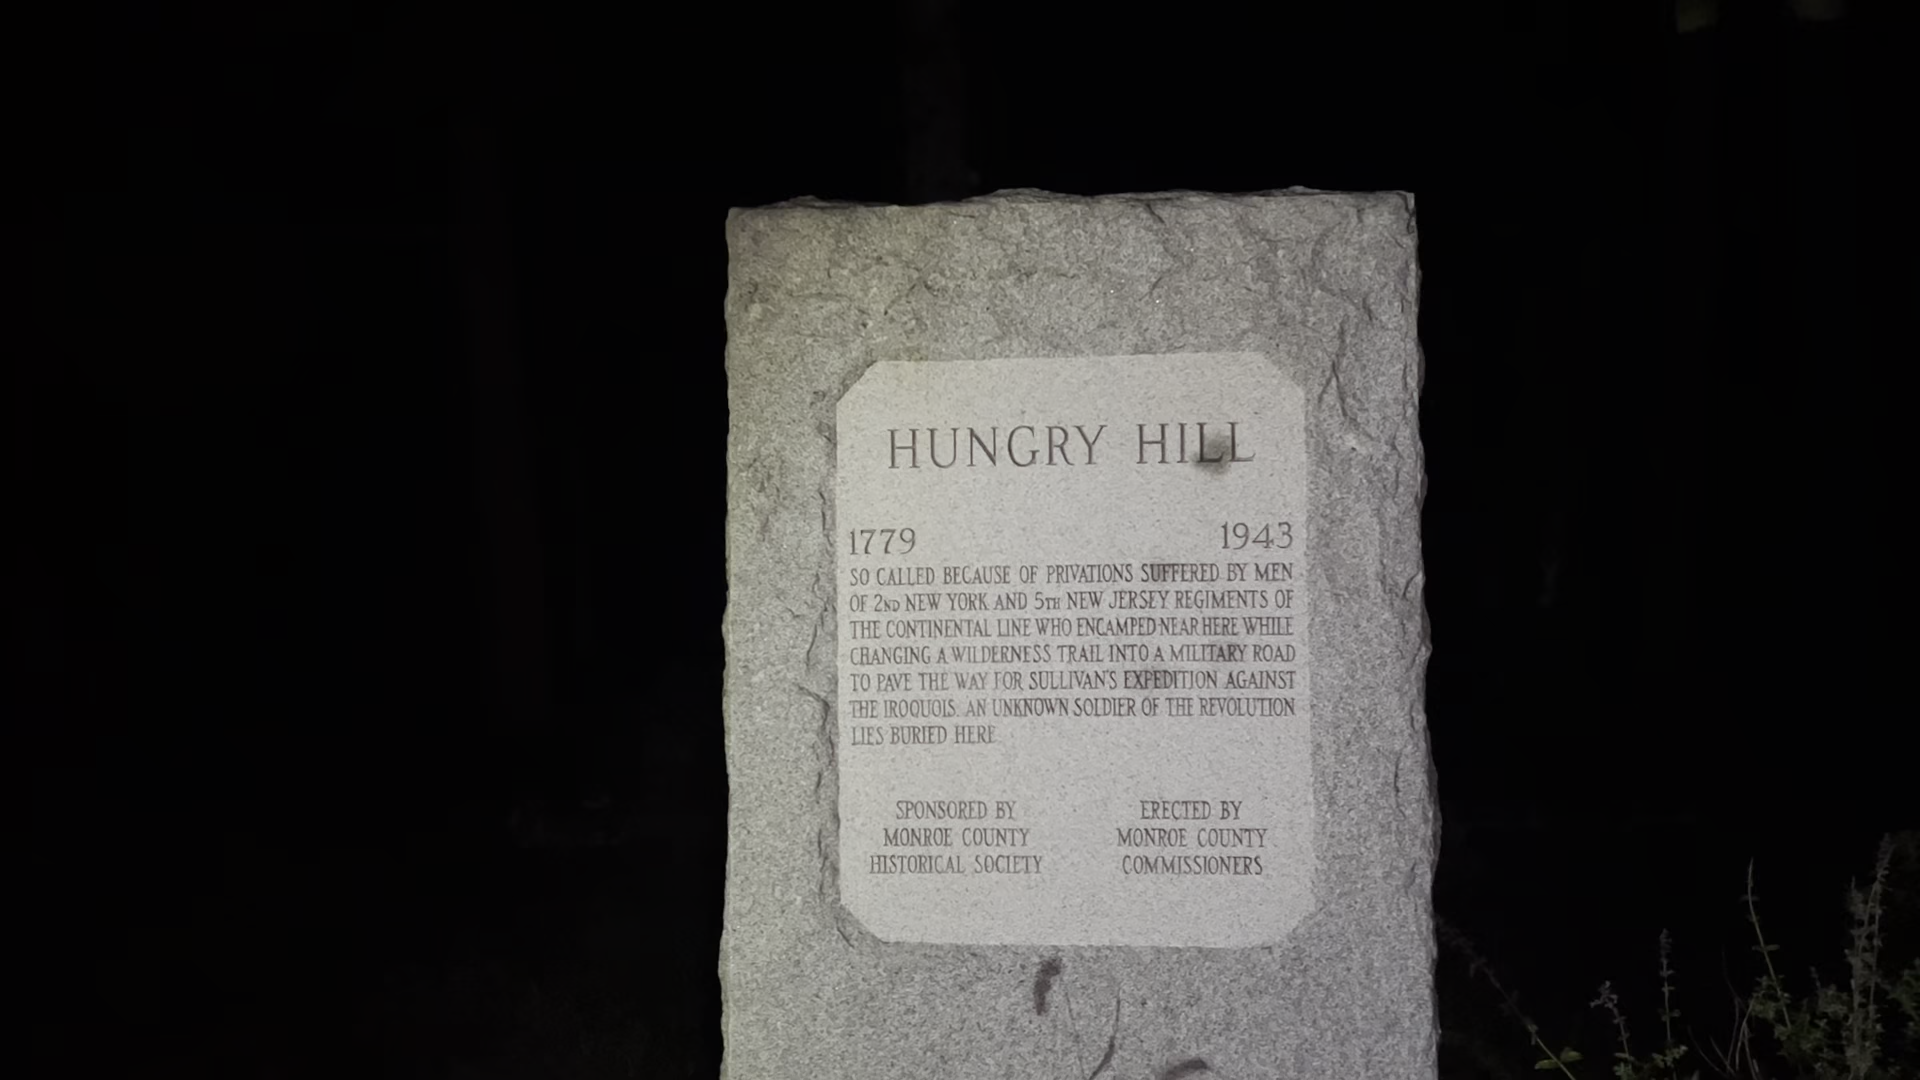 HUNGRY HILL
1779 1943
SO CALLED BECAUSE OF PRIVATIONS SUFFERED BY MEN
OF 2ND NEW YORK AND 5TH NEW JERSEY REGIMENTS OF
THE CONTINENTAL LINE WHO ENCAMPED NEAR HERE WHILE
CHANGING A WILDERNESS TRAIL INTO A MILITARY ROAD
TO PAVE THE WAY FOR SULLIVAN'S EXPEDITION AGAINST
THE IROQUOIS. AN UNKNOWN SOLDIER OF THE REVOLUTION
LIES BURIED HERE
SPONSORED BY
MONROE COUNTY
HISTORICAL SOCIETY
ERECTED BY
MONROE COUNTY
COMMISSIONERS